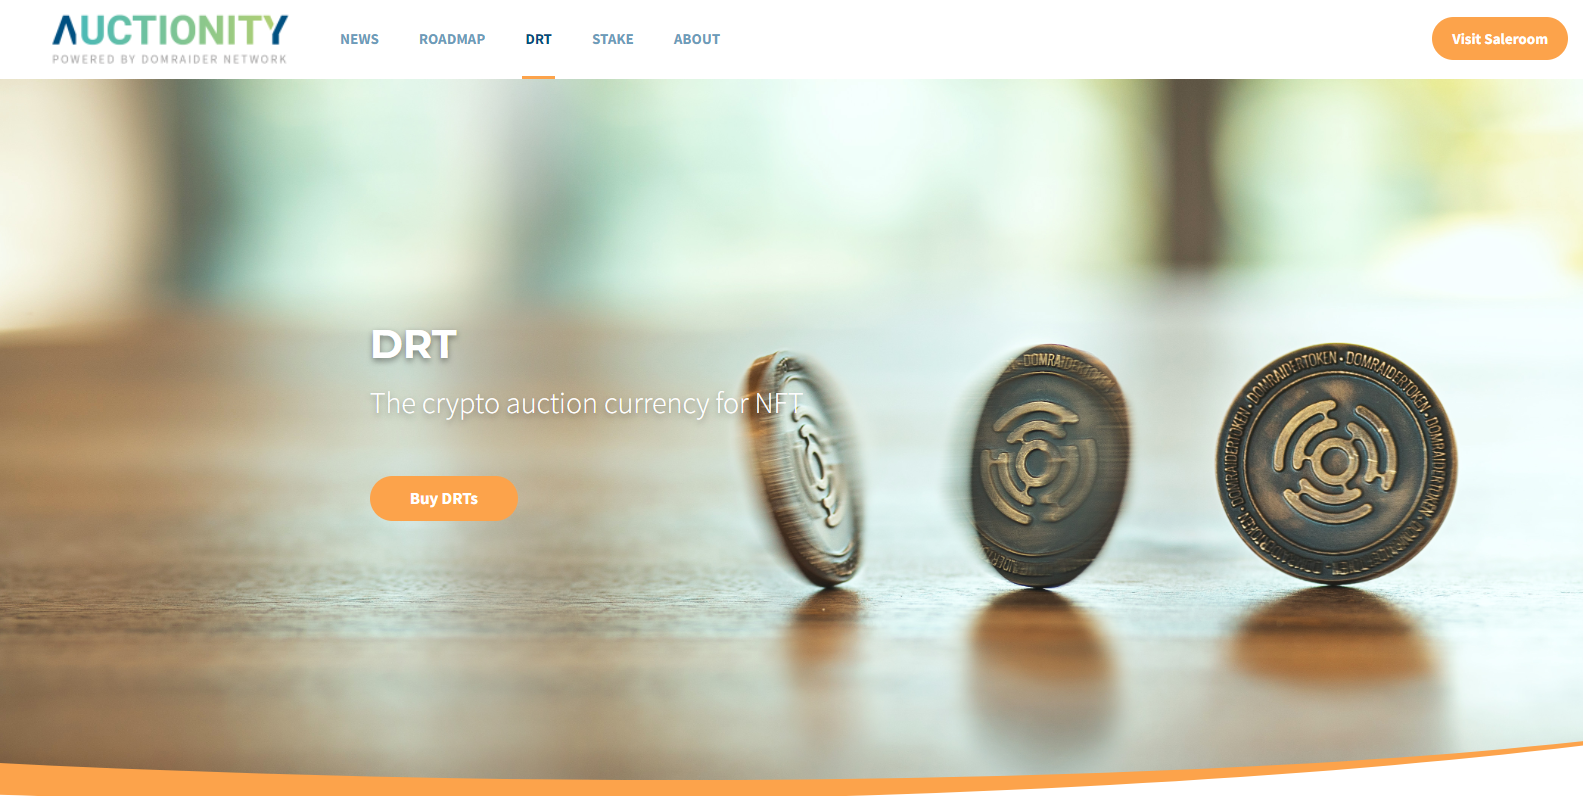 AUCTIONITY
POWERED BY DOMRAIDER NETWORK
NEWS
ROADMAP
DRT
STAKE
ABOUT
Visit Saleroom
DRT
The crypto auction currency for NFT
Buy DRTs
DOMRAIDERTOKEN
DOMRAIDERTOKEN • DOMRAIDERTOKEN • DOMRAIDERTOKEN • DOMRAIDERTOKEN